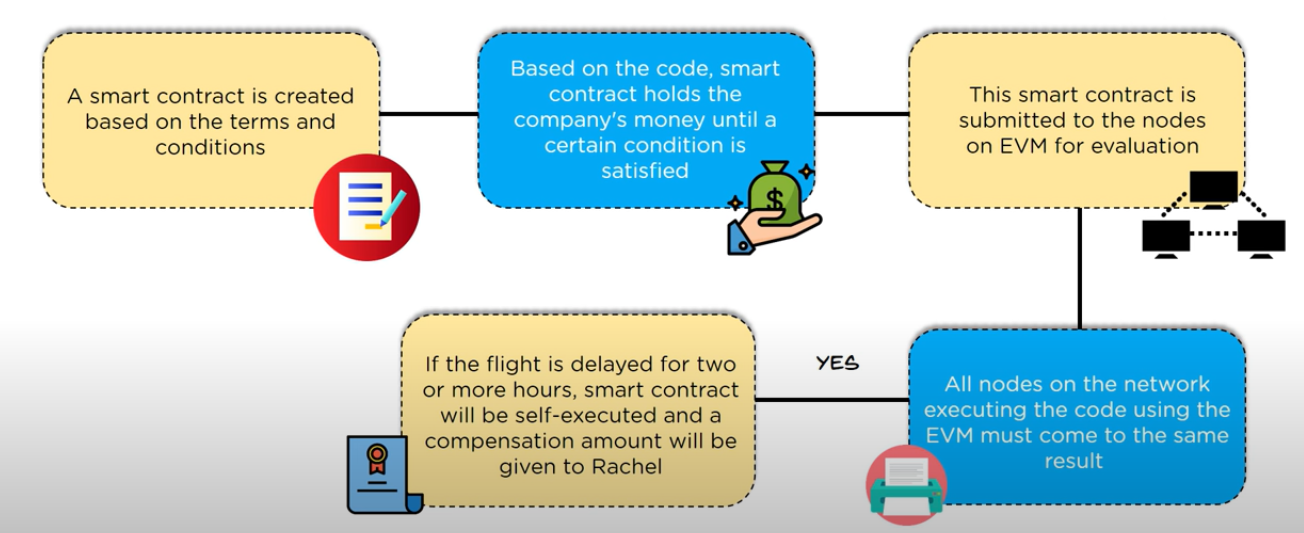 A smart contract is created
based on the terms and
conditions
Based on the code, smart
contract holds the
company's money until a
certain condition is
satisfied
$
This smart contract is
submitted to the nodes
on EVM for evaluation
All nodes on the network
executing the code using the
EVM must come to the same
result
YES
If the flight is delayed for two
or more hours, smart contract
will be self-executed and a
compensation amount will be
given to Rachel